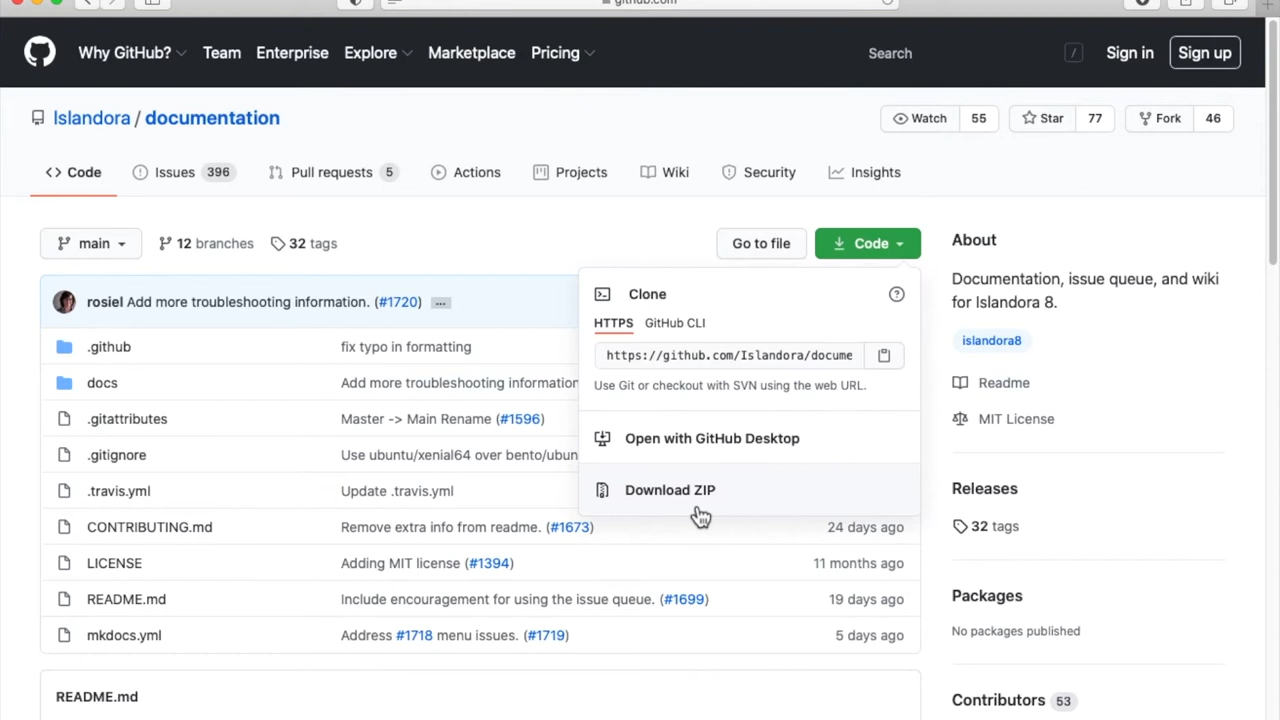 github.com
Why GitHub? Team Enterprise Explore Marketplace Pricing Search / Sign in Sign up
Islandora / documentation Watch 55 Star 77 Fork 46
Code Issues 396 Pull requests 5 Actions Projects Wiki Security Insights
main 12 branches 32 tags Go to file Code
About
Documentation, issue queue, and wiki
for Islandora 8.
islandora8
Readme
MIT License
Releases
32 tags
Packages
No packages published
Contributors 53
rosiel Add more troubleshooting information. (#1720) ...
Clone ?
HTTPS GitHub CLI
https://github.com/Islandora/docume
Use Git or checkout with SVN using the web URL.
Open with GitHub Desktop
Download ZIP
.github fix typo in formatting
docs Add more troubleshooting information
.gitattributes Master -> Main Rename (#1596)
.gitignore Use ubuntu/xenial64 over bento/ubun
.travis.yml Update .travis.yml
CONTRIBUTING.md Remove extra info from readme. (#1673) 24 days ago
LICENSE Adding MIT license (#1394) 11 months ago
README.md Include encouragement for using the issue queue. (#1699) 19 days ago
mkdocs.yml Address #1718 menu issues. (#1719) 5 days ago
README.md